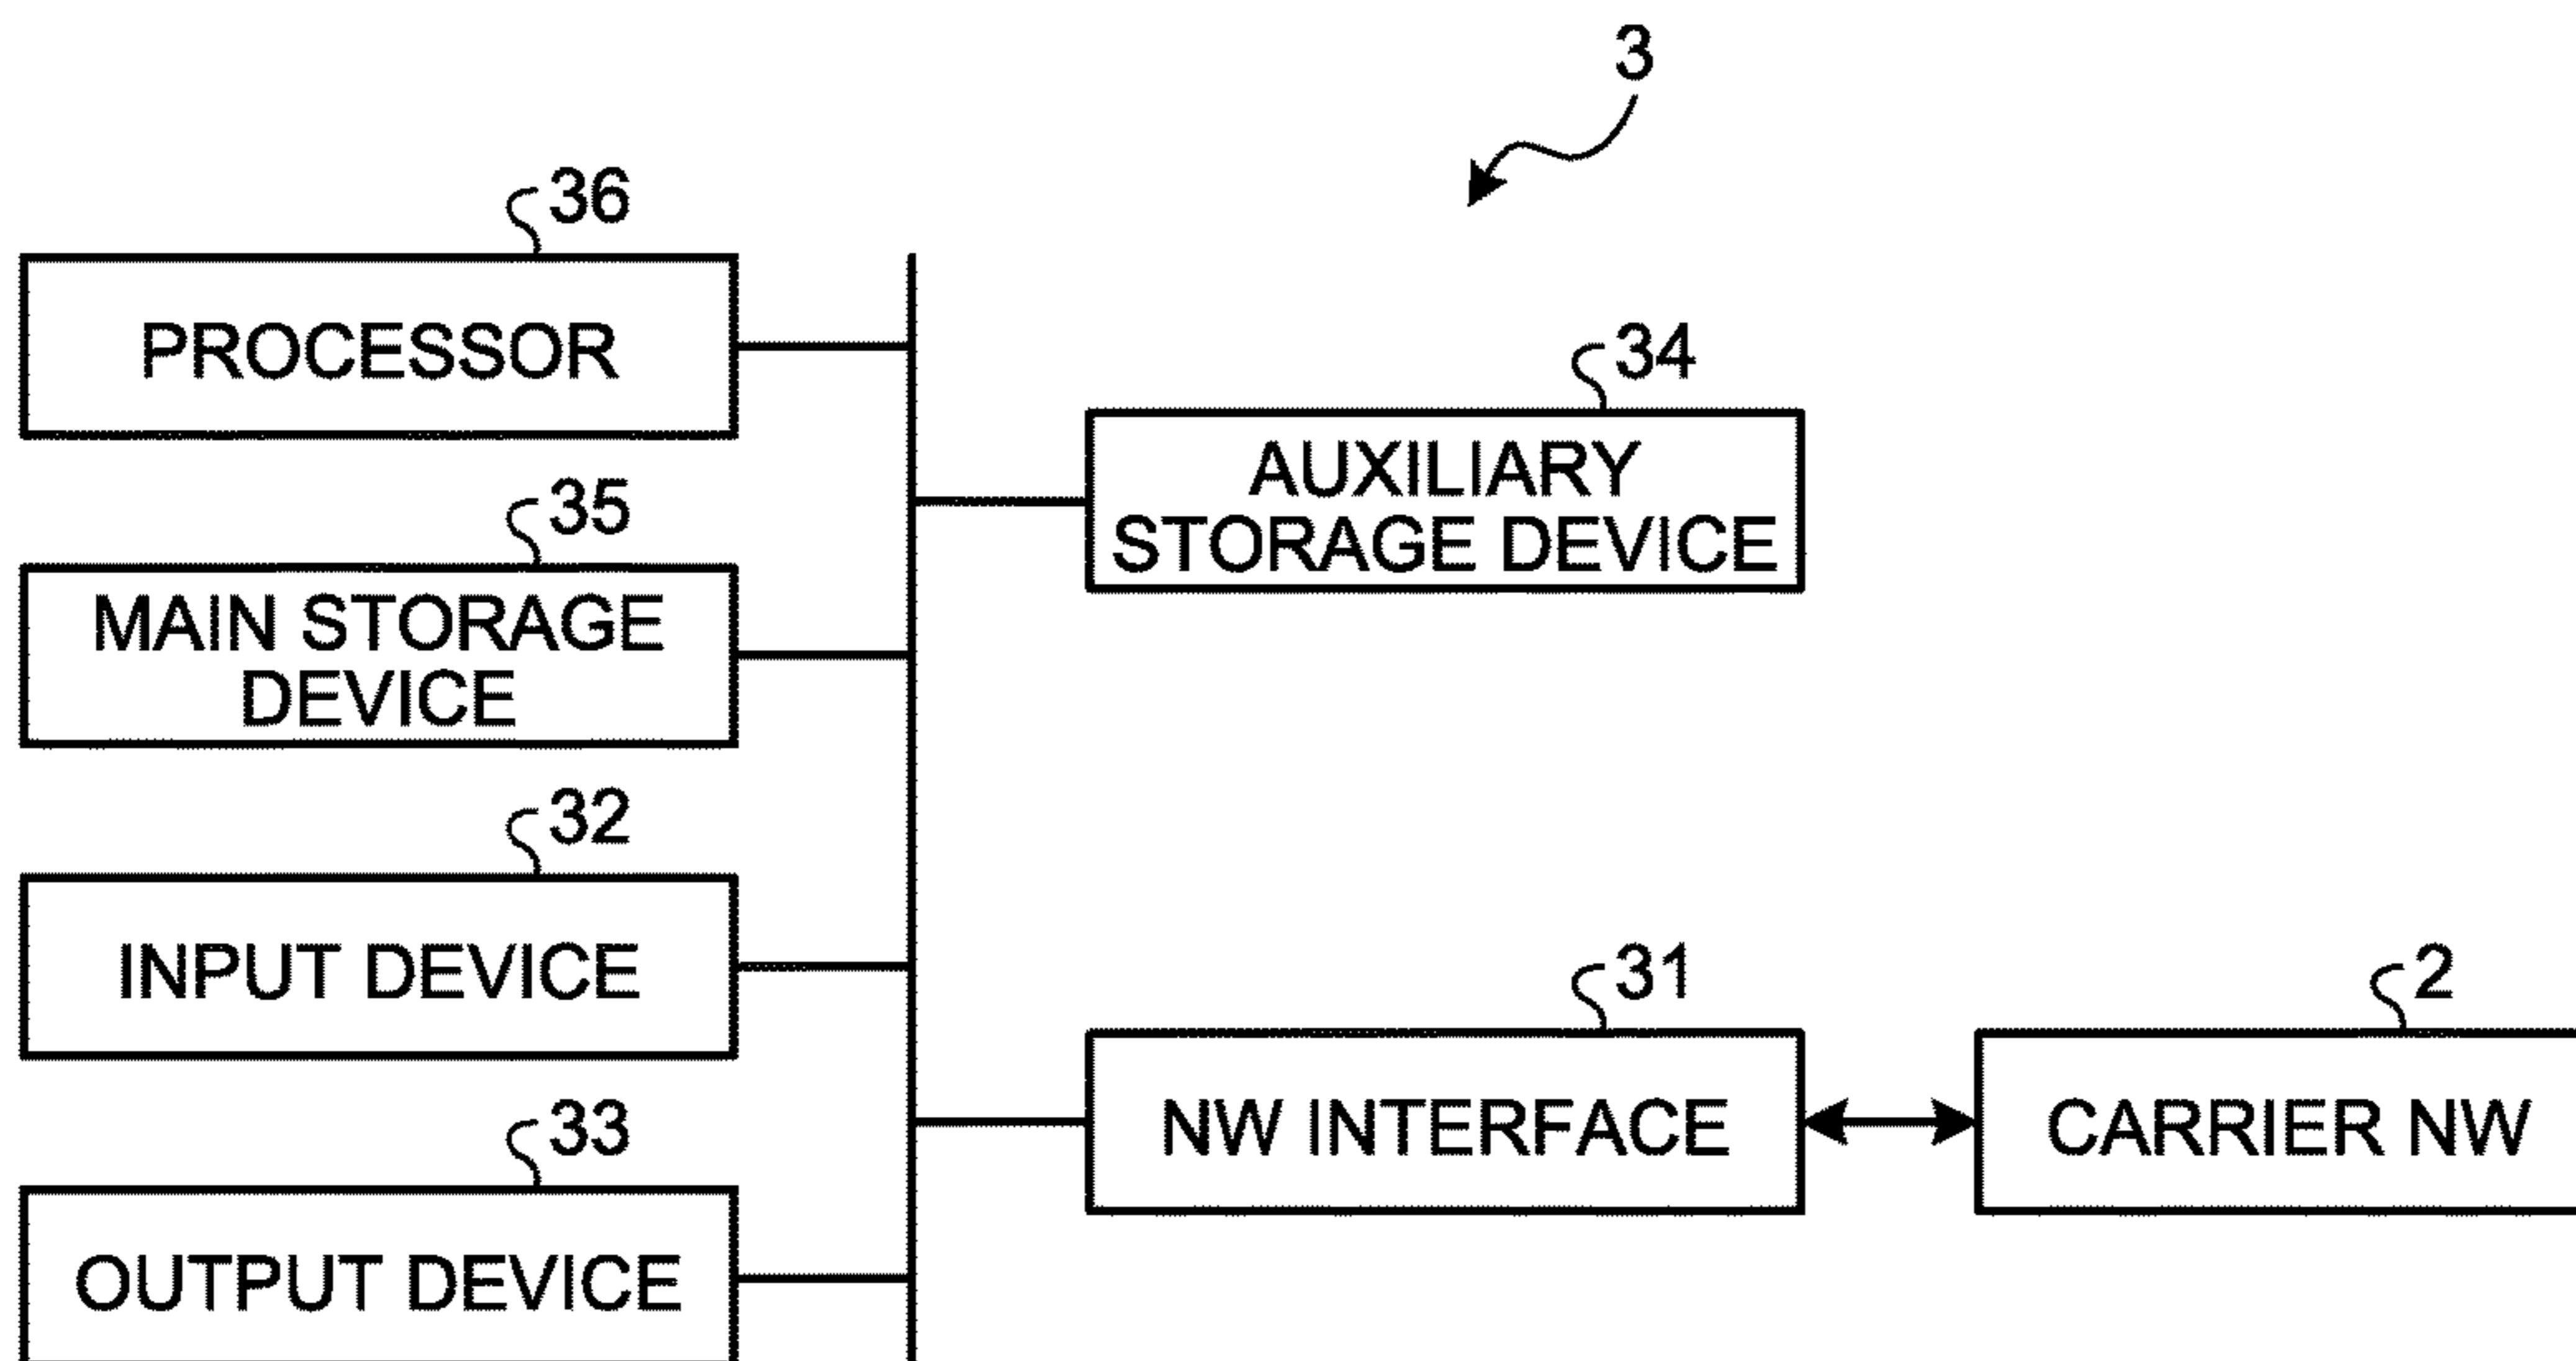 3
36
PROCESSOR
34
AUXILIARY
STORAGE DEVICE
35
MAIN STORAGE
DEVICE
32
INPUT DEVICE
31
NW INTERFACE
2
CARRIER NW
33
OUTPUT DEVICE